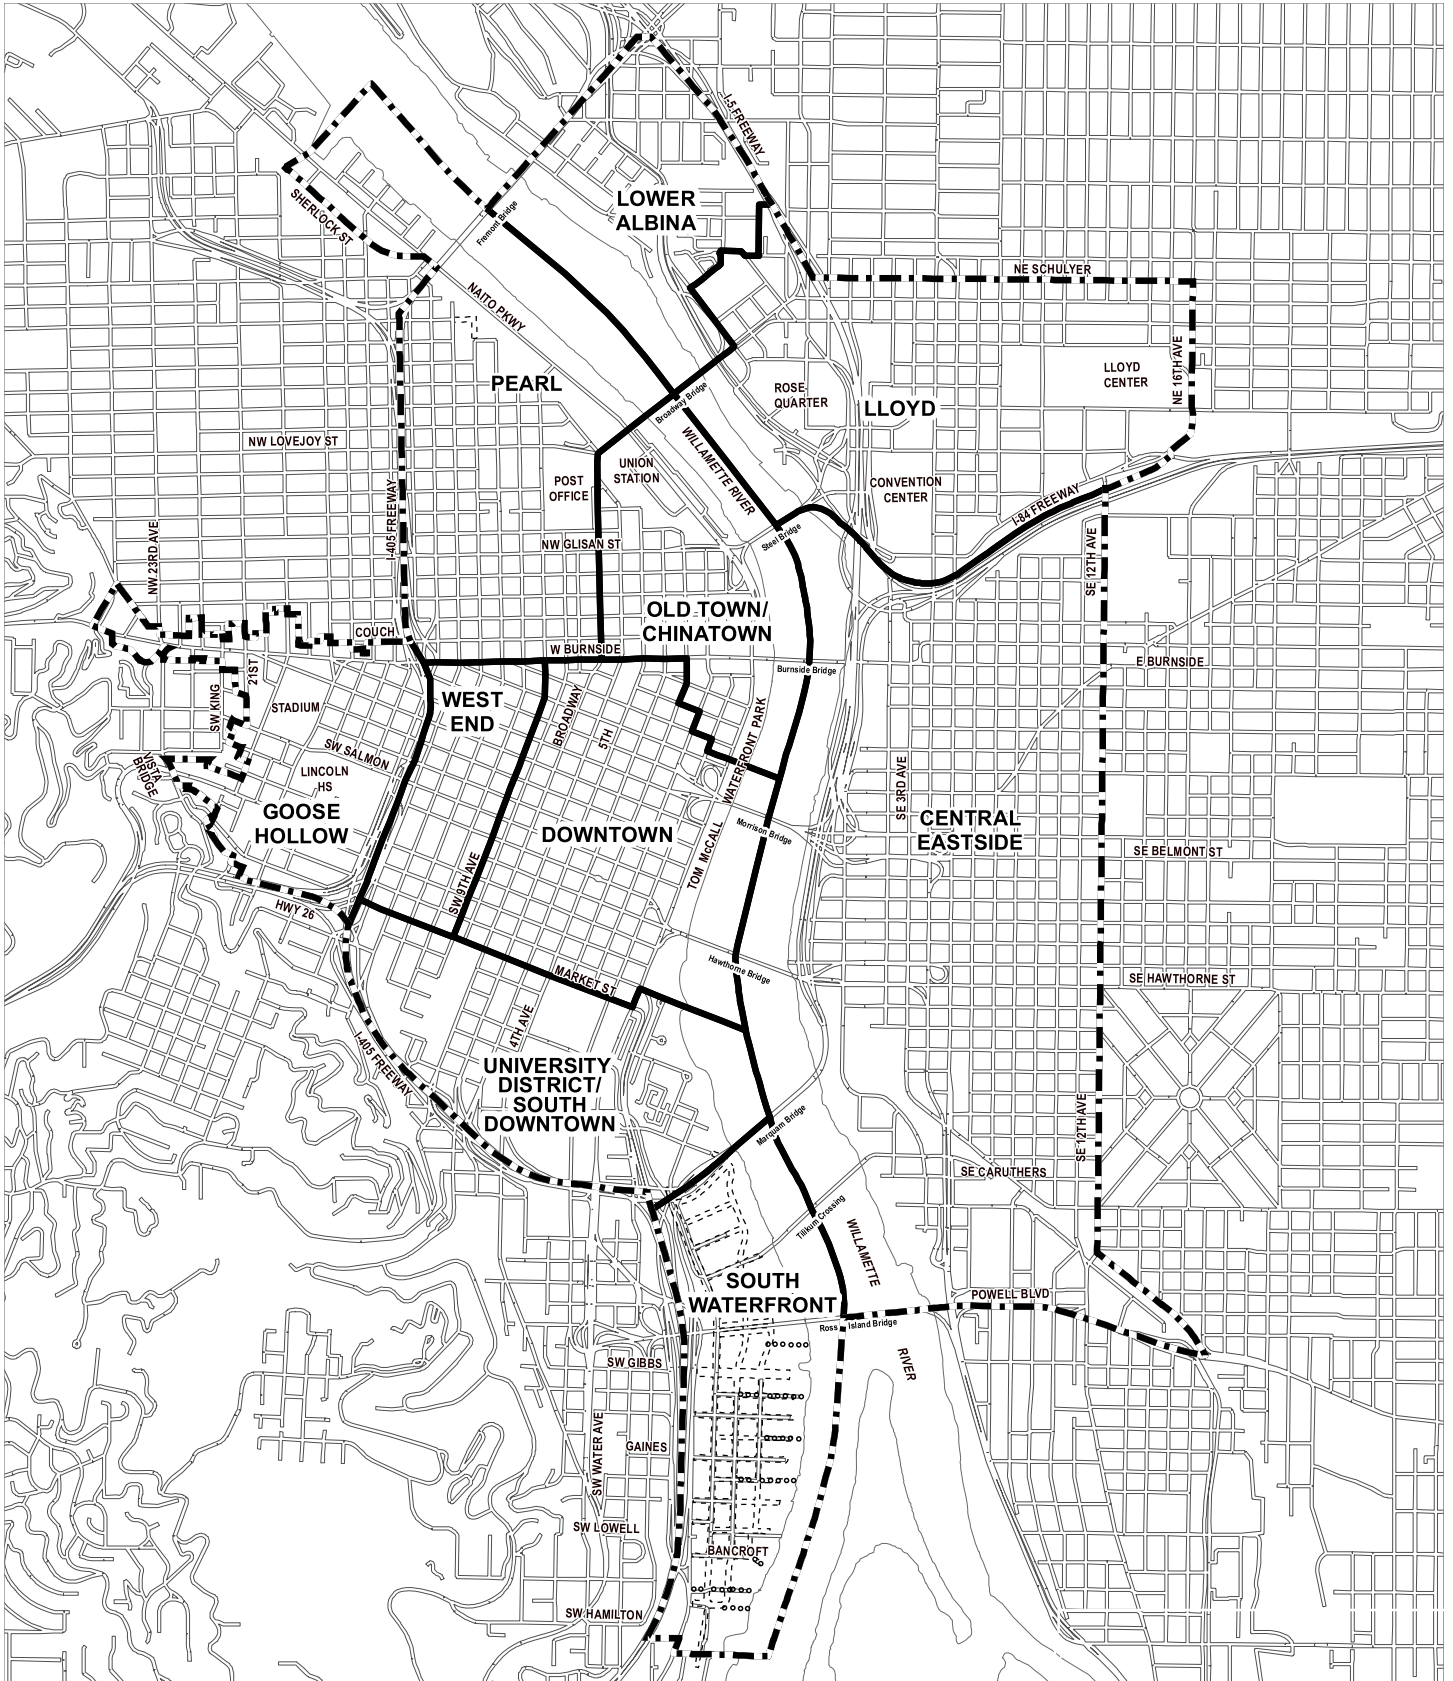 I-5 FREEWAY
LOWER
ALBINA
SHERLOCK ST
Fremont Bridge
NE SCHULYER
NAITO PKWY
NE 16TH AVE
LLOYD
CENTER
PEARL
ROSE
QUARTER
LLOYD
Broadway Bridge
NW LOVEJOY ST
WILLAMETTE RIVER
UNION
STATION
POST
OFFICE
CONVENTION
CENTER
I-405 FREEWAY
I-84 FREEWAY
NW 23RD AVE
NW GLISAN ST
Steel Bridge
SE 12TH AVE
OLD TOWN/
CHINATOWN
COUCH
W BURNSIDE
E BURNSIDE
Burnside Bridge
21ST
SW KING
STADIUM
WEST
END
BROADWAY
5TH
SW SALMON
VISTA
BRIDGE
LINCOLN
HS
GOOSE
HOLLOW
DOWNTOWN
TOM McCALL WATERFRONT PARK
Morrison Bridge
SE 3RD AVE
CENTRAL
EASTSIDE
SE BELMONT ST
SW 9TH AVE
HWY 26
MARKET ST
Hawthorne Bridge
SE HAWTHORNE ST
4TH AVE
I-405 FREEWAY
UNIVERSITY
DISTRICT/
SOUTH
DOWNTOWN
Marquam Bridge
SE 12TH AVE
SE CARUTHERS
Tilikum Crossing
WILLAMETTE
SOUTH
WATERFRONT
POWELL BLVD
Ross Island Bridge
RIVER
SW GIBBS
SW WATER AVE
GAINES
SW LOWELL
BANCROFT
SW HAMILTON